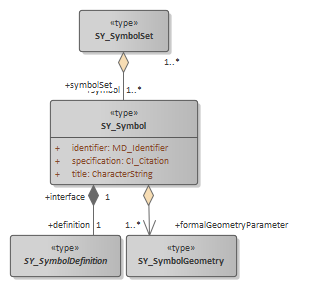 «type»
SY_SymbolSet
1..*
+symbolSet
+symbol 1..*
«type»
SY_Symbol
+ identifier: MD_Identifier
+ specification: CI_Citation
+ title: CharacterString
+interface 1
+definition 1
1..* +formalGeometryParameter
«type»
SY_SymbolDefinition
«type»
SY_SymbolGeometry